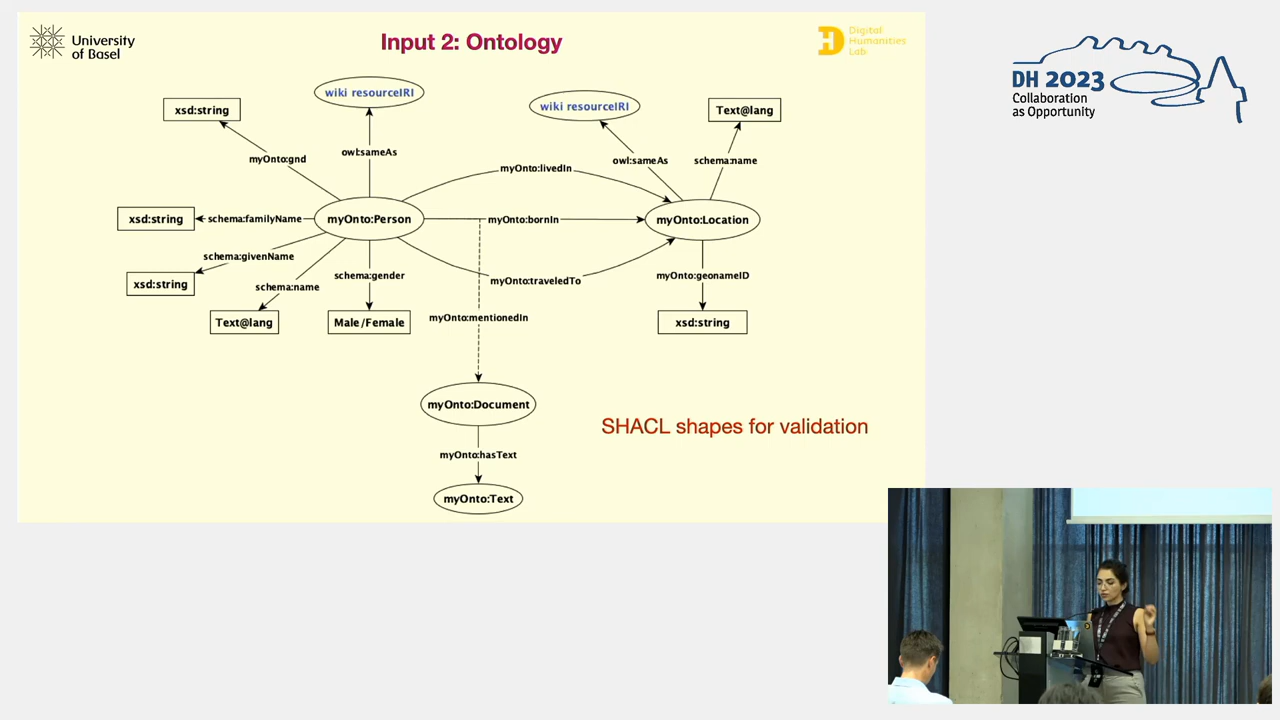 University
of Basel
Input 2: Ontology
Digital
Humanities
Lab
DH 2023
Collaboration
as Opportunity
wiki resourceIRI
wiki resourceIRI
xsd:string
Text@lang
myOnto:gnd
owl:sameAs
owl:sameAs
schema:name
myOnto:livedIn
xsd:string
schema:familyName
myOnto:Person
myOnto:bornIn
myOnto:Location
schema:givenName
xsd:string
schema:name
schema:gender
myOnto:traveledTo
myOnto:geonameID
Text@lang
Male/Female
myOnto:mentionedIn
xsd:string
myOnto:Document
SHACL shapes for validation
myOnto:hasText
myOnto:Text